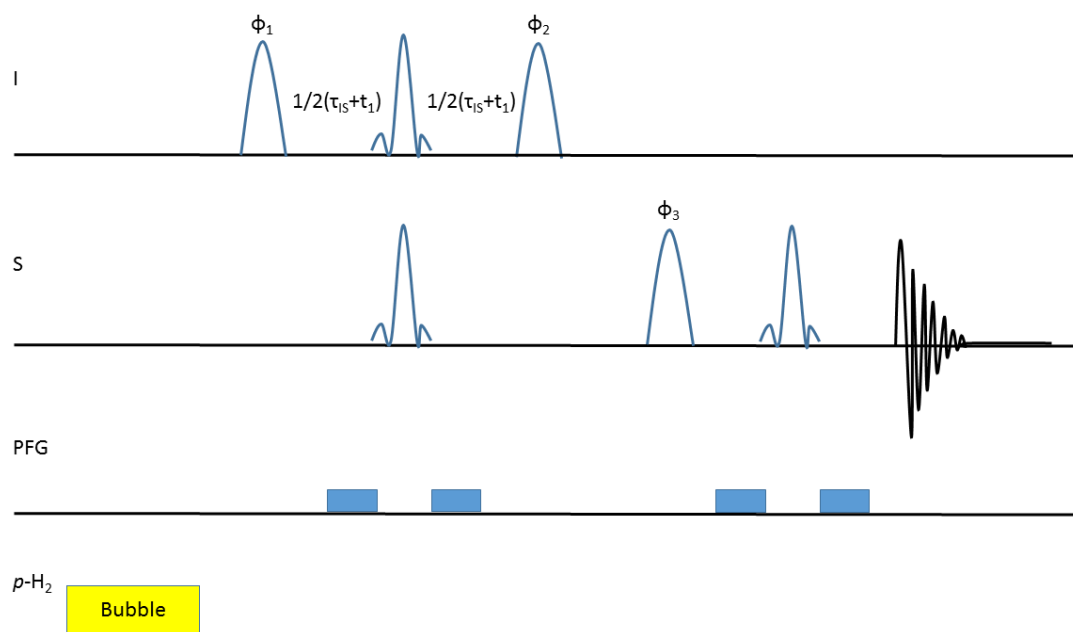 ϕ₁
ϕ₂
I
1/2(τIS+t₁)
1/2(τIS+t₁)
ϕ₃
S
PFG
p-H₂
Bubble